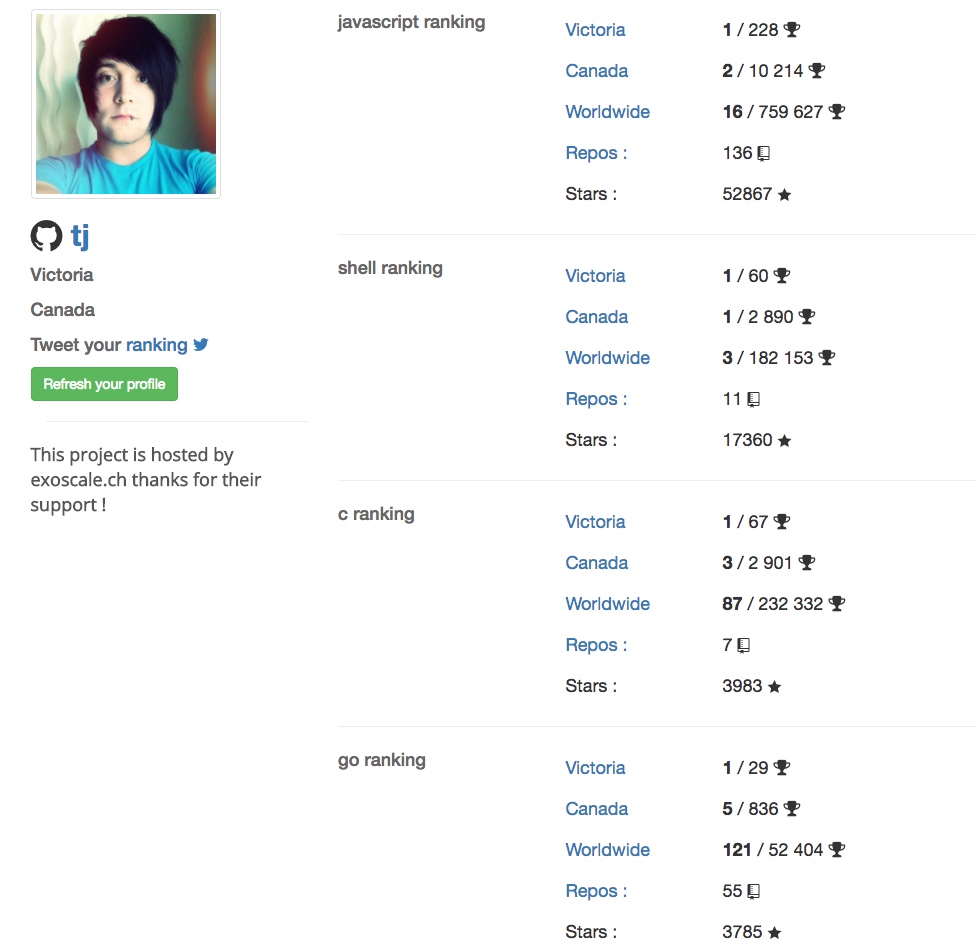 tj
Victoria
Canada
Tweet your ranking
Refresh your profile
This project is hosted by
exoscale.ch thanks for their
support !
javascript ranking
Victoria 1 / 228
Canada 2 / 10 214
Worldwide 16 / 759 627
Repos : 136
Stars : 52867
shell ranking
Victoria 1 / 60
Canada 1 / 2 890
Worldwide 3 / 182 153
Repos : 11
Stars : 17360
c ranking
Victoria 1 / 67
Canada 3 / 2 901
Worldwide 87 / 232 332
Repos : 7
Stars : 3983
go ranking
Victoria 1 / 29
Canada 5 / 836
Worldwide 121 / 52 404
Repos : 55
Stars : 3785